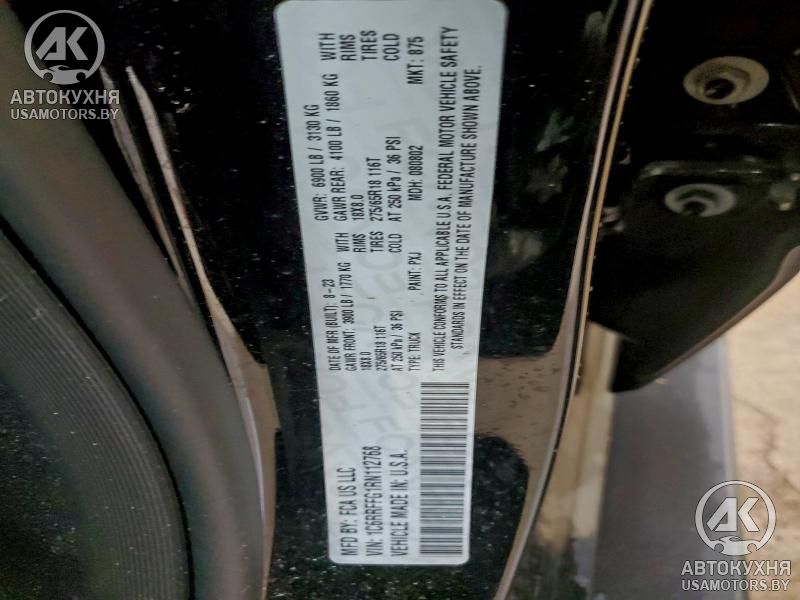 AK
АВТОКУХНЯ
USAMOTORS.BY
MFD BY: FCA US LLC
DATE OF MFR (BUILT): 8-23
GVWR: 6900 LB / 3130 KG
VIN: 1C6RRFFG1RN112768
GAWR FRONT: 3900 LB / 1770 KG WITH
GAWR REAR: 4100 LB / 1860 KG WITH
VEHICLE MADE IN: U.S.A.
18X8.0 RIMS
18X8.0 RIMS
275/65R18 116T TIRES
275/65R18 116T TIRES
AT 250 kPa / 36 PSI COLD
AT 250 kPa / 36 PSI COLD
TYPE: TRUCK PAINT: PXJ MDH: 080802 MKT: 875
THIS VEHICLE CONFORMS TO ALL APPLICABLE U.S.A. FEDERAL MOTOR VEHICLE SAFETY
STANDARDS IN EFFECT ON THE DATE OF MANUFACTURE SHOWN ABOVE.
AK
АВТОКУХНЯ
USAMOTORS.BY